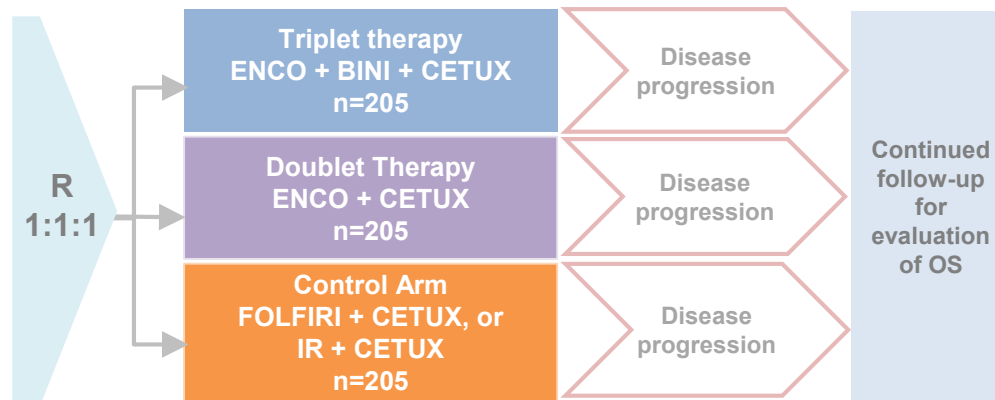 R
1:1:1
Triplet therapy
ENCO + BINI + CETUX
n=205
Disease
progression
Doublet Therapy
ENCO + CETUX
n=205
Disease
progression
Control Arm
FOLFIRI + CETUX, or
IR + CETUX
n=205
Disease
progression
Continued
follow-up
for
evaluation
of OS